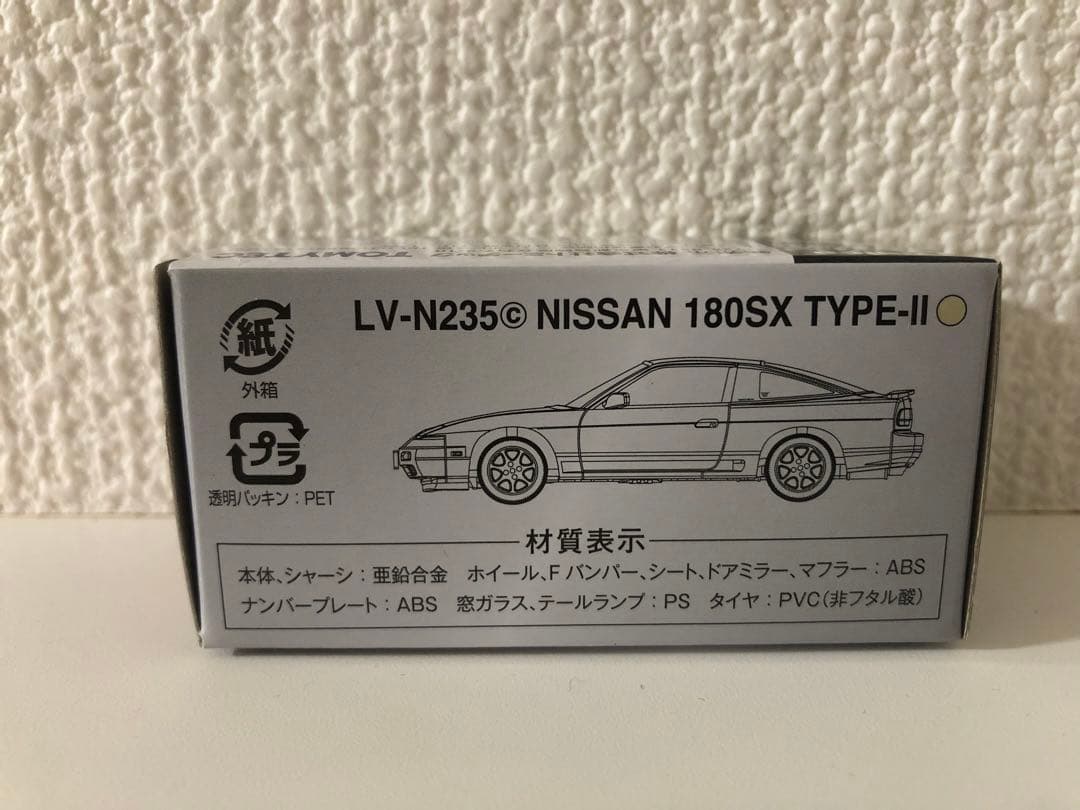 TOMYTEC
LV-N235© NISSAN 180SX TYPE-II
紙
外箱
プラ
透明パッキン：PET
材質表示
本体、シャーシ：亜鉛合金 ホイール、Fバンパー、シート、ドアミラー、マフラー：ABS
ナンバープレート：ABS 窓ガラス、テールランプ：PS タイヤ：PVC（非フタル酸）